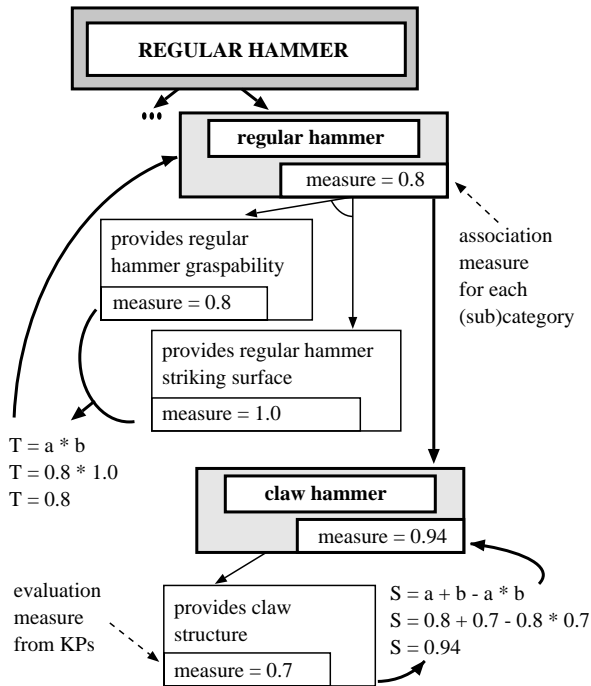 REGULAR HAMMER
...
regular hammer
measure = 0.8
provides regular
hammer graspability
measure = 0.8
association
measure
for each
(sub)category
provides regular hammer
striking surface
measure = 1.0
T = a * b
T = 0.8 * 1.0
T = 0.8
claw hammer
measure = 0.94
evaluation
measure
from KPs
provides claw
structure
measure = 0.7
S = a + b - a * b
S = 0.8 + 0.7 - 0.8 * 0.7
S = 0.94